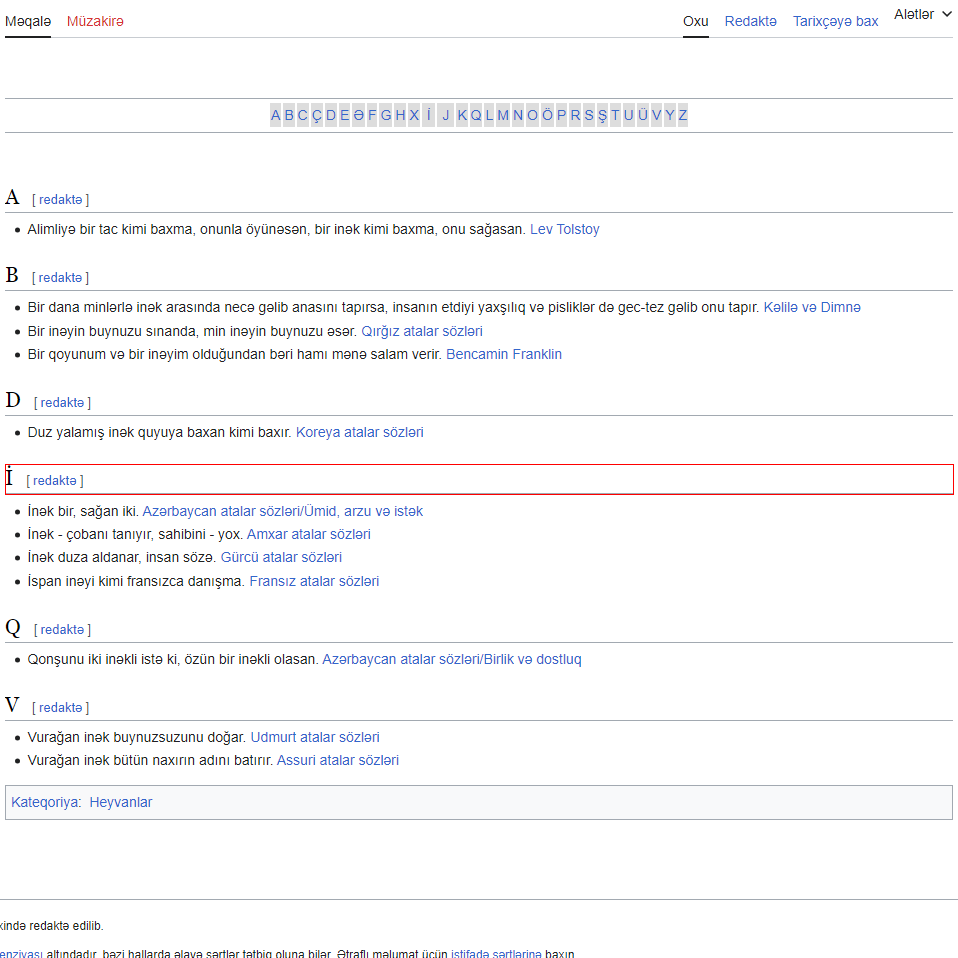 Məqalə Müzakirə Oxu Redaktə Tarixçəyə bax Alətlər
A B C Ç D E Ə F G H X İ J K Q L M N O Ö P R S Ş T U Ü V Y Z
A [ redaktə ]
Alimliyə bir tac kimi baxma, onunla öyünəsən, bir inək kimi baxma, onu sağasan. Lev Tolstoy
B [ redaktə ]
Bir dana minlərlə inək arasında necə gəlib anasını tapırsa, insanın etdiyi yaxşılıq və pisliklər də gec-tez gəlib onu tapır. Kəlilə və Dimnə
Bir inəyin buynuzu sınanda, min inəyin buynuzu əsər. Qırğız atalar sözləri
Bir qoyunum və bir inəyim olduğundan bəri hamı mənə salam verir. Bencamin Franklin
D [ redaktə ]
Duz yalamış inək quyuya baxan kimi baxır. Koreya atalar sözləri
İ [ redaktə ]
İnək bir, sağan iki. Azərbaycan atalar sözləri/Ümid, arzu və istək
İnək - çobanı tanıyır, sahibini - yox. Amxar atalar sözləri
İnək duza aldanar, insan sözə. Gürcü atalar sözləri
İspan inəyi kimi fransızca danışma. Fransız atalar sözləri
Q [ redaktə ]
Qonşunu iki inəkli istə ki, özün bir inəkli olasan. Azərbaycan atalar sözləri/Birlik və dostluq
V [ redaktə ]
Vurağan inək buynuzsuzunu doğar. Udmurt atalar sözləri
Vurağan inək bütün naxırın adını batırır. Assuri atalar sözləri
Kateqoriya: Heyvanlar
redaktə edilib.
altındadır, bəzi hallarda əlavə şərtlər tətbiq oluna bilər. Ətraflı məlumat üçün istifadə şərtlərinə baxın